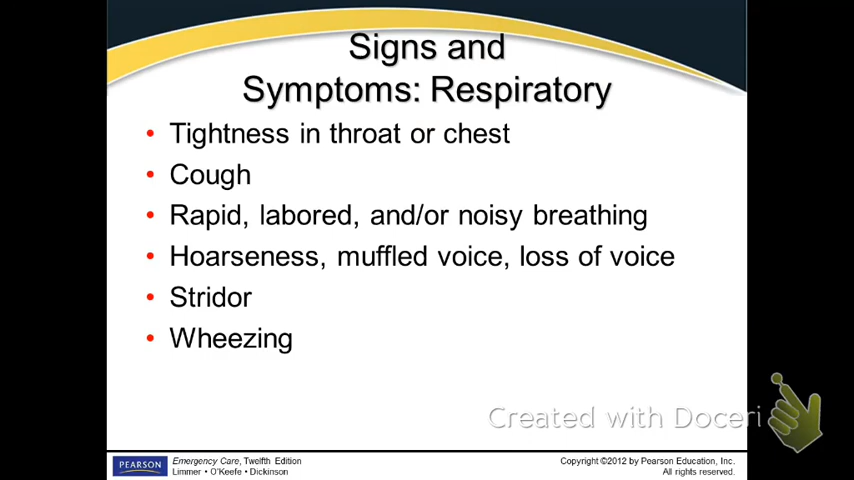 Signs and
Symptoms: Respiratory
• Tightness in throat or chest
• Cough
• Rapid, labored, and/or noisy breathing
• Hoarseness, muffled voice, loss of voice
• Stridor
• Wheezing
Created with Doceri
PEARSON
Emergency Care, Twelfth Edition
Limmer • O'Keefe • Dickinson
Copyright ©2012 by Pearson Education, Inc.
All rights reserved.